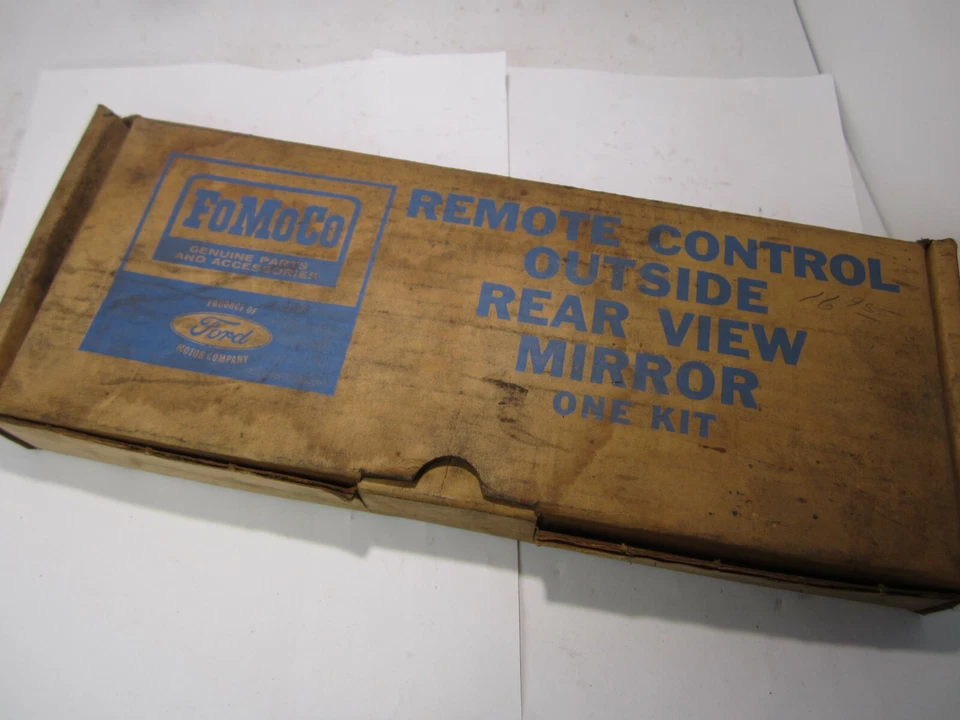 FoMoCo
GENUINE PARTS
AND ACCESSORIES
PRODUCT OF
Ford
MOTOR COMPANY
REMOTE CONTROL
OUTSIDE
REAR VIEW
MIRROR
ONE KIT